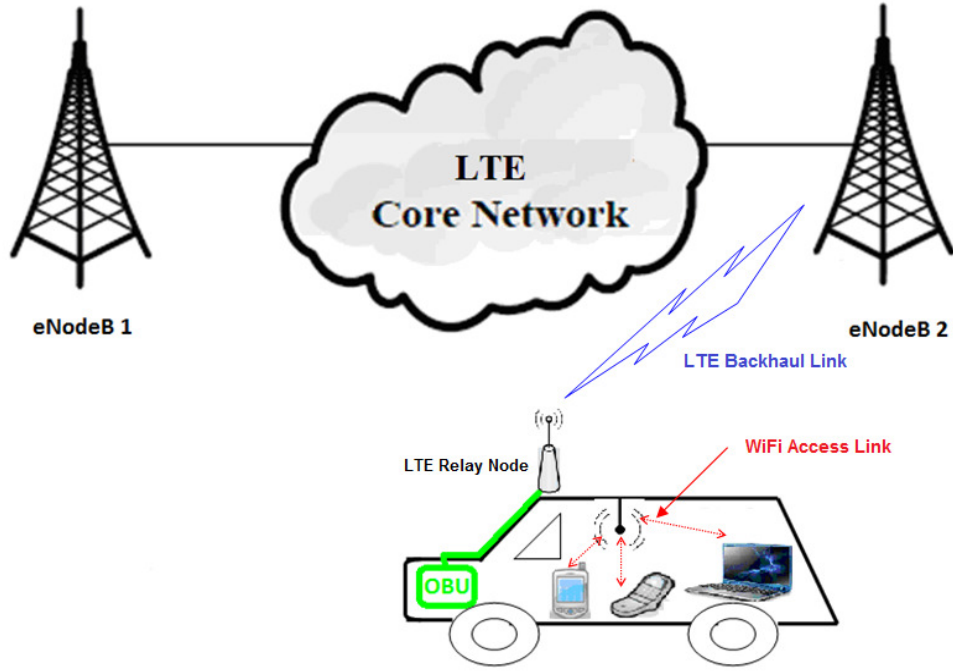 LTE
Core Network
eNodeB 1
eNodeB 2
LTE Backhaul Link
WiFi Access Link
LTE Relay Node
OBU